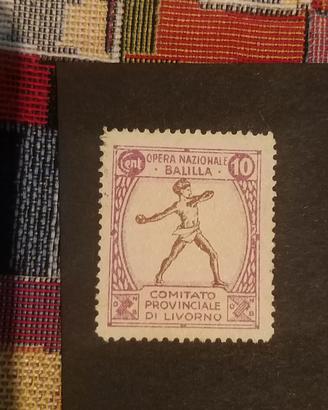 Cent OPERA NAZIONALE 10
BALILLA
COMITATO
PROVINCIALE
DI LIVORNO